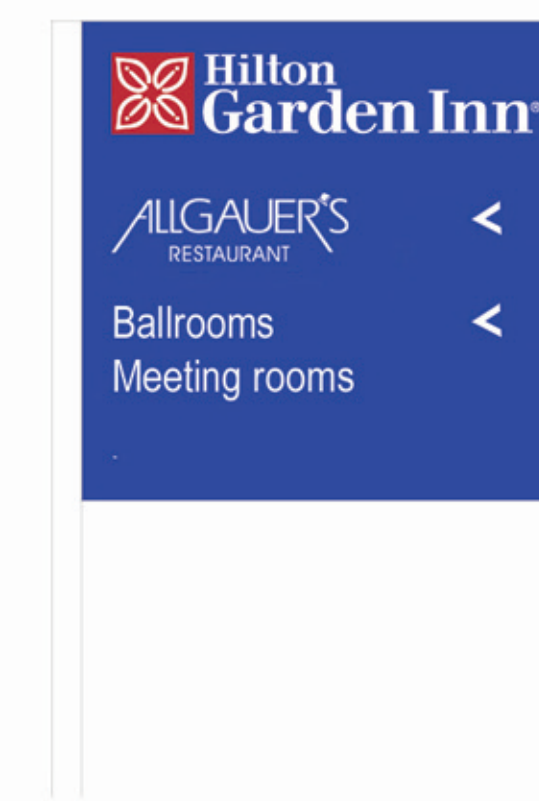 Hilton
Garden Inn®
ALLGAUER'S <
RESTAURANT
Ballrooms <
Meeting rooms